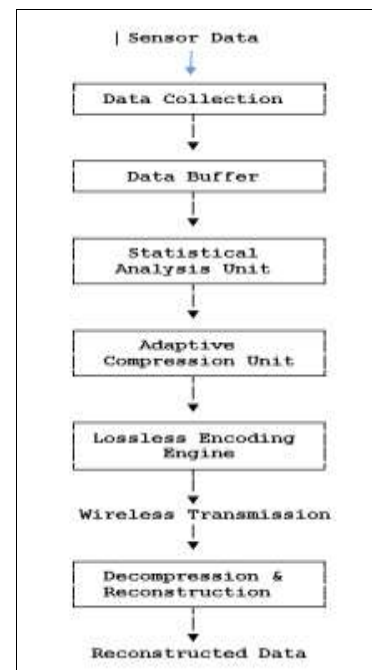 | Sensor Data
Data Collection
Data Buffer
Statistical
Analysis Unit
Adaptive
Compression Unit
Lossless Encoding
Engine
Wireless Transmission
Decompression &
Reconstruction
Reconstructed Data